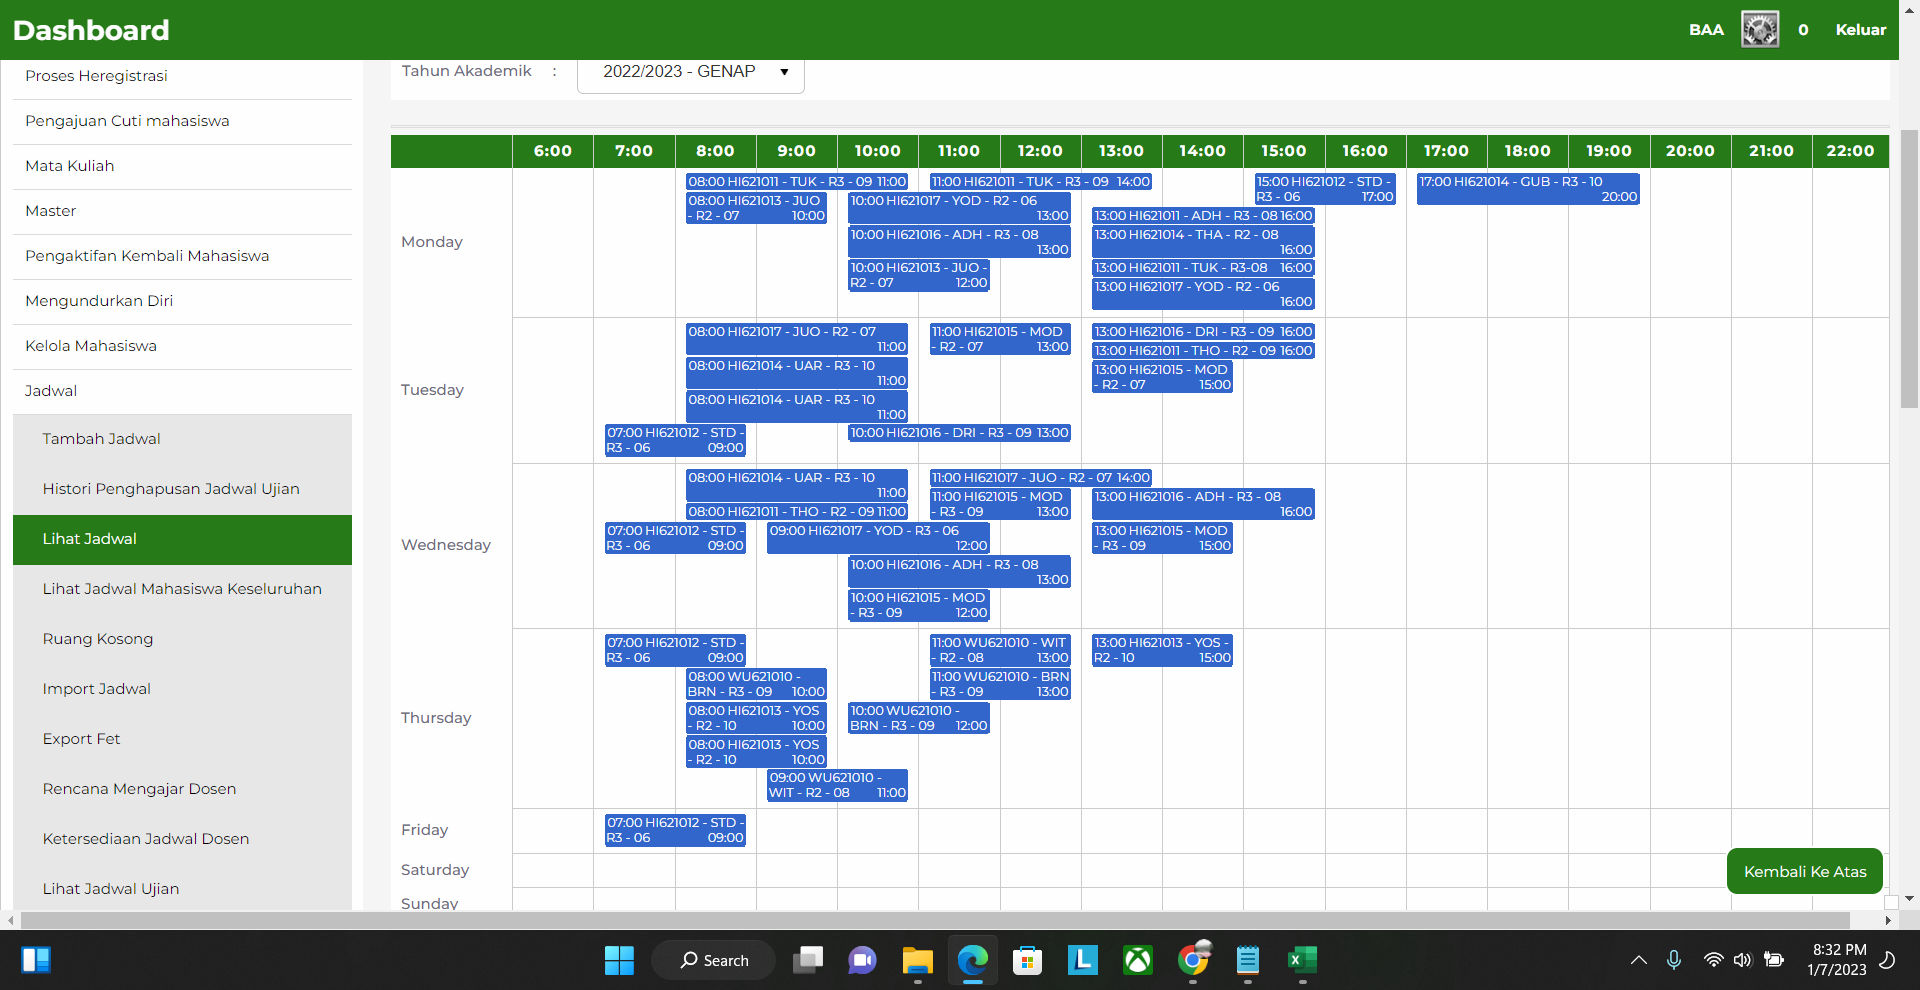 Dashboard
BAA 0 Keluar
Proses Heregistrasi
Pengajuan Cuti mahasiswa
Mata Kuliah
Master
Pengaktifan Kembali Mahasiswa
Mengundurkan Diri
Kelola Mahasiswa
Jadwal
Tambah Jadwal
Histori Penghapusan Jadwal Ujian
Lihat Jadwal
Lihat Jadwal Mahasiswa Keseluruhan
Ruang Kosong
Import Jadwal
Export Fet
Rencana Mengajar Dosen
Ketersediaan Jadwal Dosen
Lihat Jadwal Ujian
Tahun Akademik : 2022/2023 - GENAP
6:00 7:00 8:00 9:00 10:00 11:00 12:00 13:00 14:00 15:00 16:00 17:00 18:00 19:00 20:00 21:00 22:00
Monday
08:00 HI621011 - TUK - R3 - 09 11:00
08:00 HI621013 - JUO
- R2 - 07 10:00
11:00 HI621011 - TUK - R3 - 09 14:00
10:00 HI621017 - YOD - R2 - 06
13:00
10:00 HI621016 - ADH - R3 - 08
13:00
10:00 HI621013 - JUO -
R2 - 07 12:00
13:00 HI621011 - ADH - R3 - 08 16:00
13:00 HI621014 - THA - R2 - 08
16:00
13:00 HI621011 - TUK - R3-08 16:00
13:00 HI621017 - YOD - R2 - 06
16:00
15:00 HI621012 - STD -
R3 - 06 17:00
17:00 HI621014 - GUB - R3 - 10
20:00
Tuesday
08:00 HI621017 - JUO - R2 - 07
11:00
08:00 HI621014 - UAR - R3 - 10
11:00
08:00 HI621014 - UAR - R3 - 10
11:00
07:00 HI621012 - STD -
R3 - 06 09:00
11:00 HI621015 - MOD
- R2 - 07 13:00
10:00 HI621016 - DRI - R3 - 09 13:00
13:00 HI621016 - DRI - R3 - 09 16:00
13:00 HI621011 - THO - R2 - 09 16:00
13:00 HI621015 - MOD
- R2 - 07 15:00
Wednesday
08:00 HI621014 - UAR - R3 - 10
11:00
08:00 HI621011 - THO - R2 - 09 11:00
07:00 HI621012 - STD -
R3 - 06 09:00
09:00 HI621017 - YOD - R3 - 06
12:00
10:00 HI621016 - ADH - R3 - 08
13:00
10:00 HI621015 - MOD
- R3 - 09 12:00
11:00 HI621017 - JUO - R2 - 07 14:00
11:00 HI621015 - MOD
- R3 - 09 13:00
13:00 HI621016 - ADH - R3 - 08
16:00
13:00 HI621015 - MOD
- R3 - 09 15:00
Thursday
07:00 HI621012 - STD -
R3 - 06 09:00
08:00 WU621010 -
BRN - R3 - 09 10:00
08:00 HI621013 - YOS
- R2 - 10 10:00
08:00 HI621013 - YOS
- R2 - 10 10:00
09:00 WU621010 -
WIT - R2 - 08 11:00
11:00 WU621010 - WIT
- R2 - 08 13:00
11:00 WU621010 - BRN
- R3 - 09 13:00
10:00 WU621010 -
BRN - R3 - 09 12:00
13:00 HI621013 - YOS -
R2 - 10 15:00
Friday
07:00 HI621012 - STD -
R3 - 06 09:00
Saturday
Sunday
Kembali Ke Atas
Search
8:32 PM
1/7/2023